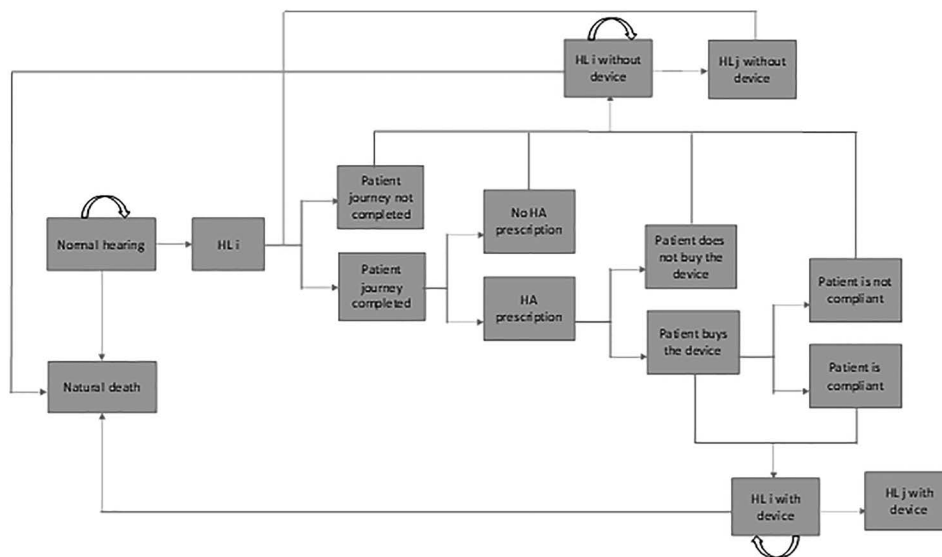 HL i without
device
HL j without
device
Patient
journey not
completed
No HA
prescription
Normal hearing
HL i
Patient
journey
completed
HA
prescription
Patient does
not buy the
device
Patient is not
compliant
Patient buys
the device
Patient is
compliant
Natural death
HL i with
device
HL j with
device